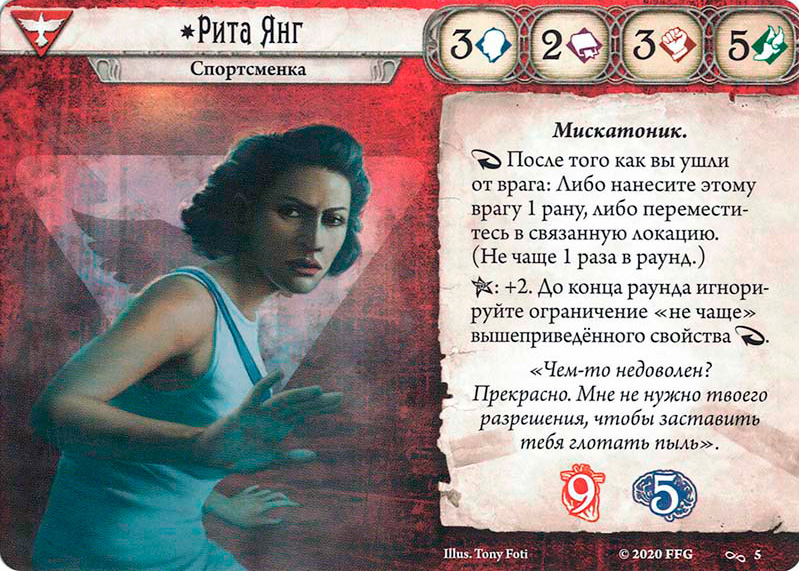 Рита Янг
Спортсменка
3 2 3 5
Мискатоник.
После того как вы ушли
от врага: Либо нанесите этому
врагу 1 рану, либо перемести-
тесь в связанную локацию.
(Не чаще 1 раза в раунд.)
: +2. До конца раунда игнори-
руйте ограничение «не чаще»
вышеприведённого свойства .
«Чем-то недоволен?
Прекрасно. Мне не нужно твоего
разрешения, чтобы заставить
тебя глотать пыль».
9 5
Illus. Tony Foti © 2020 FFG 5